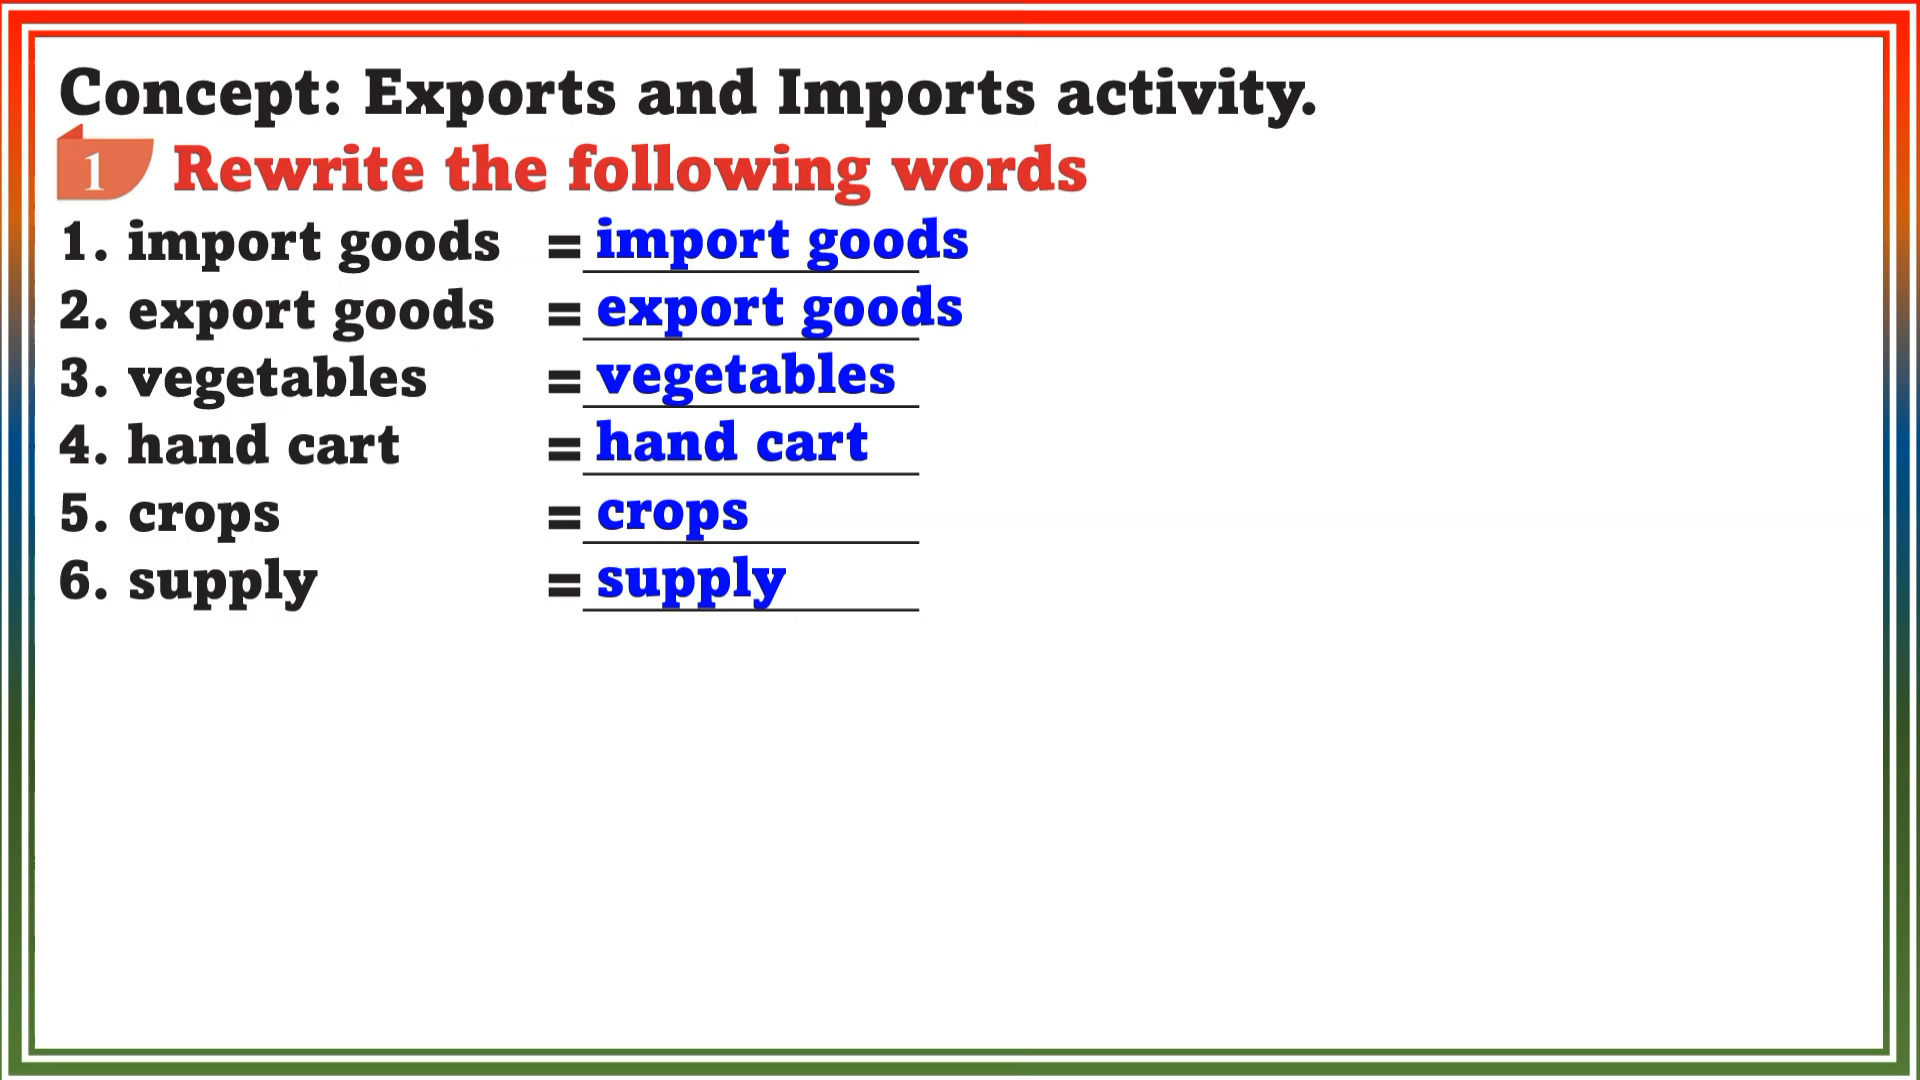 Concept: Exports and Imports activity.
1 Rewrite the following words
1. import goods = import goods
2. export goods = export goods
3. vegetables = vegetables
4. hand cart = hand cart
5. crops = crops
6. supply = supply